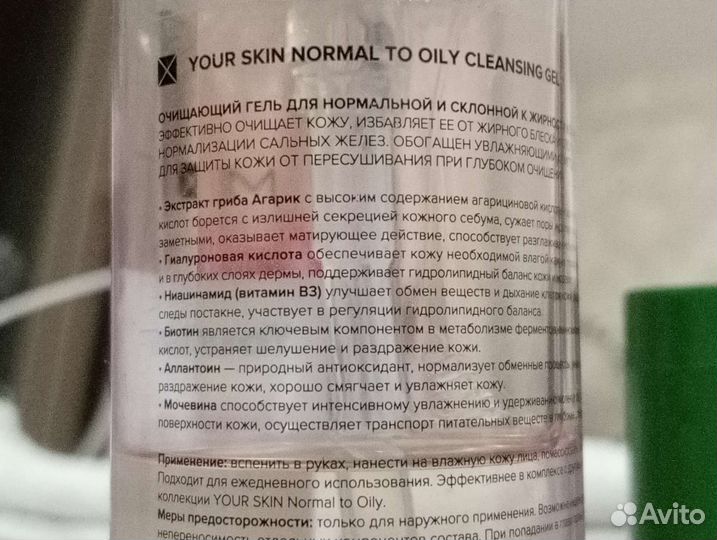 YOUR SKIN NORMAL TO OILY CLEANSING GEL
ОЧИЩАЮЩИЙ ГЕЛЬ ДЛЯ НОРМАЛЬНОЙ И СКЛОННОЙ К
ЭФФЕКТИВНО ОЧИЩАЕТ КОЖУ, ИЗБАВЛЯЕТ ЕЕ ОТ ЖИРНОГО БЛЕСКА
НОРМАЛИЗАЦИИ САЛЬНЫХ ЖЕЛЕЗ. ОБОГАЩЕН УВЛАЖНЯЮЩИМИ
ДЛЯ ЗАЩИТЫ КОЖИ ОТ ПЕРЕСУШИВАНИЯ ПРИ ГЛУБОКОМ
• Экстракт гриба Агарик с высоким содержанием агарициновой
кислот борется с излишней секрецией кожного себума, сужает поры
заметными, оказывает матирующее действие, способствует
• Гиалуроновая кислота обеспечивает кожу необходимой влагой
и в глубоких слоях дермы, поддерживает гидролипидный баланс кожи
• Ниацинамид (витамин В3) улучшает обмен веществ и дыхание
следы постакне, участвует в регуляции гидролипидного баланса.
• Биотин является ключевым компонентом в метаболизме
кислот, устраняет шелушение и раздражение кожи.
• Аллантоин — природный антиоксидант, нормализует обменные
раздражение кожи, хорошо смягчает и увлажняет кожу.
• Мочевина способствует интенсивному увлажнению и удерживанию
поверхности кожи, осуществляет транспорт питательных веществ в
Применение: вспенить в руках, нанести на влажную кожу лица,
Подходит для ежедневного использования. Эффективнее в комплексе с
коллекции YOUR SKIN Normal to Oily.
Меры предосторожности: только для наружного применения.
непереносимость отдельных компонентов состава. При попадании в
Avito